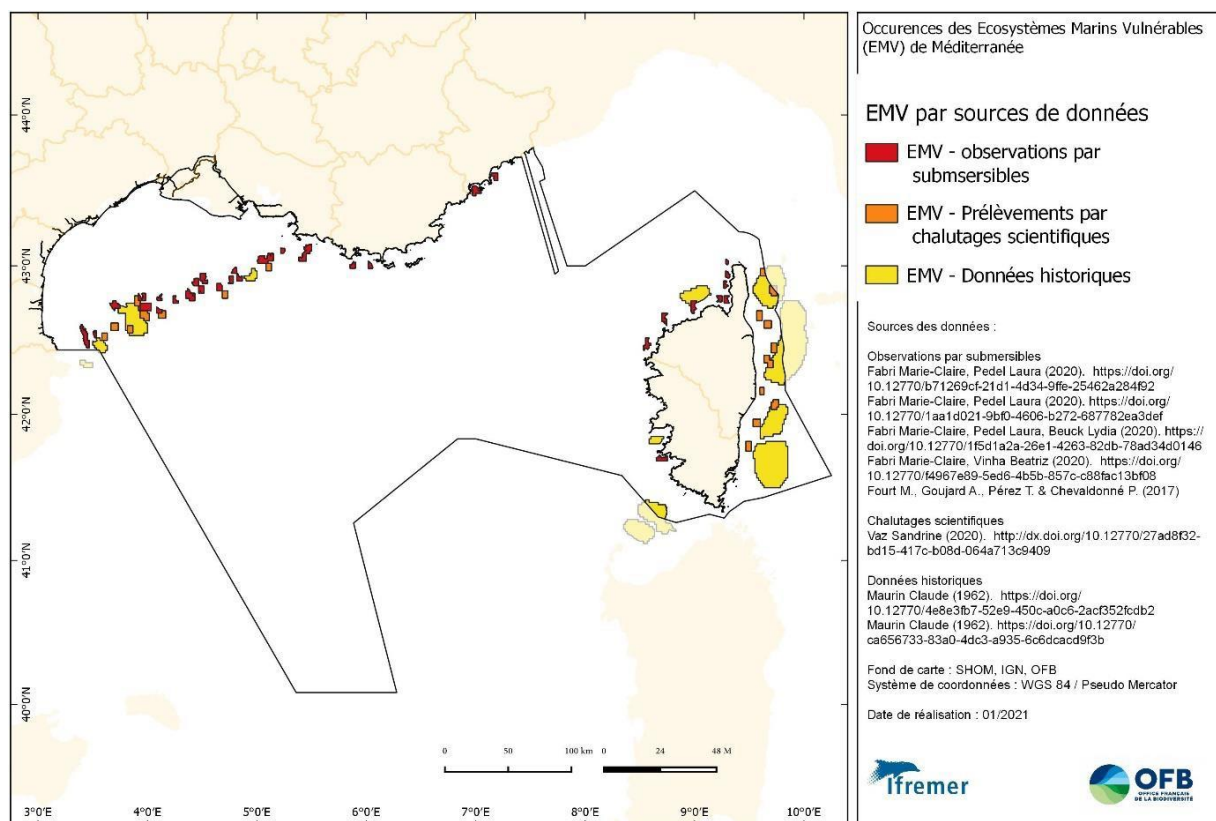 Occurences des Ecosystèmes Marins Vulnérables
(EMV) de Méditerranée
EMV par sources de données
EMV - observations par
submsersibles
EMV - Prélèvements par
chalutages scientifiques
EMV - Données historiques
Sources des données :
Observations par submersibles
Fabri Marie-Claire, Pedel Laura (2020). https://doi.org/
10.12770/b71269cf-21d1-4d34-9ffe-25462a284f92
Fabri Marie-Claire, Pedel Laura (2020). https://doi.org/
10.12770/1aa1d021-9bf0-4606-b272-687782ea3def
Fabri Marie-Claire, Pedel Laura, Beuck Lydia (2020). https://
doi.org/10.12770/1f5d1a2a-26e1-4263-82db-78ad34d0146
Fabri Marie-Claire, Vinha Beatriz (2020). https://doi.org/
10.12770/f4967e89-5ed6-4b5b-857c-c88fac13bf08
Fourt M., Goujard A., Pérez T. & Chevaldonné P. (2017)
Chalutages scientifiques
Vaz Sandrine (2020). http://dx.doi.org/10.12770/27ad8f32-
bd15-417c-b08d-064a713c9409
Données historiques
Maurin Claude (1962). https://doi.org/
10.12770/4e8e3fb7-52e9-450c-a0c6-2acf352fcdb2
Maurin Claude (1962). https://doi.org/10.12770/
ca656733-83a0-4dc3-a935-6c6dcacd9f3b
Fond de carte : SHOM, IGN, OFB
Système de coordonnées : WGS 84 / Pseudo Mercator
Date de réalisation : 01/2021
Ifremer
OFB
OFFICE FRANÇAIS
DE LA BIODIVERSITÉ
44°0'N
43°0'N
42°0'N
41°0'N
40°0'N
0 50 100 km
0 24 48 M
3°0'E 4°0'E 5°0'E 6°0'E 7°0'E 8°0'E 9°0'E 10°0'E